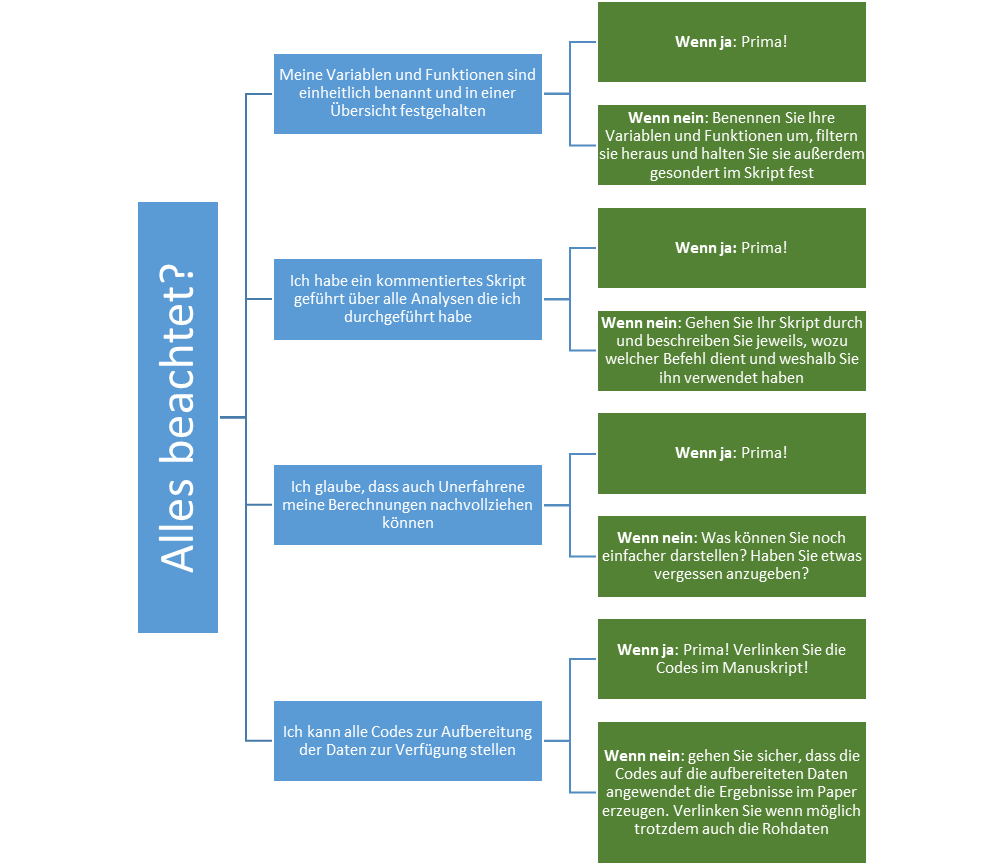 Alles beachtet?
Meine Variablen und Funktionen sind
einheitlich benannt und in einer
Übersicht festgehalten
Wenn ja: Prima!
Wenn nein: Benennen Sie Ihre
Variablen und Funktionen um, filtern
sie heraus und halten Sie sie außerdem
gesondert im Skript fest
Ich habe ein kommentiertes Skript
geführt über alle Analysen die ich
durchgeführt habe
Wenn ja: Prima!
Wenn nein: Gehen Sie Ihr Skript durch
und beschreiben Sie jeweils, wozu
welcher Befehl dient und weshalb Sie
ihn verwendet haben
Ich glaube, dass auch Unerfahrene
meine Berechnungen nachvollziehen
können
Wenn ja: Prima!
Wenn nein: Was können Sie noch
einfacher darstellen? Haben Sie etwas
vergessen anzugeben?
Ich kann alle Codes zur Aufbereitung
der Daten zur Verfügung stellen
Wenn ja: Prima! Verlinken Sie die
Codes im Manuskript!
Wenn nein: gehen Sie sicher, dass die
Codes auf die aufbereiteten Daten
angewendet die Ergebnisse im Paper
erzeugen. Verlinken Sie wenn möglich
trotzdem auch die Rohdaten